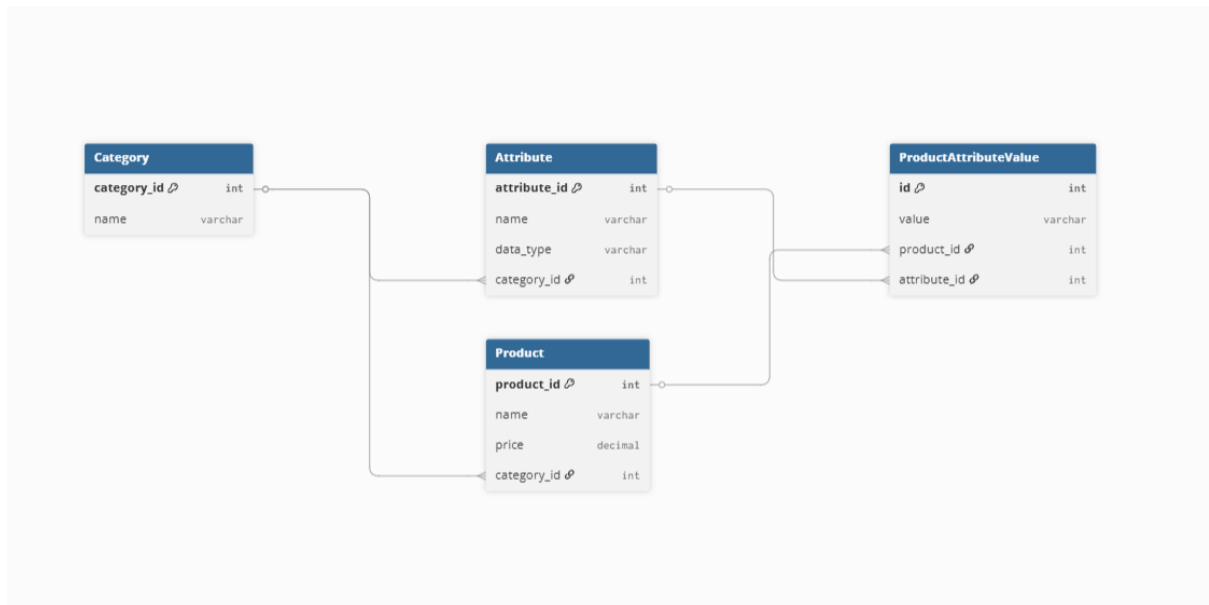 Category
category_id int
name varchar
Attribute
attribute_id int
name varchar
data_type varchar
category_id int
Product
product_id int
name varchar
price decimal
category_id int
ProductAttributeValue
id int
value varchar
product_id int
attribute_id int